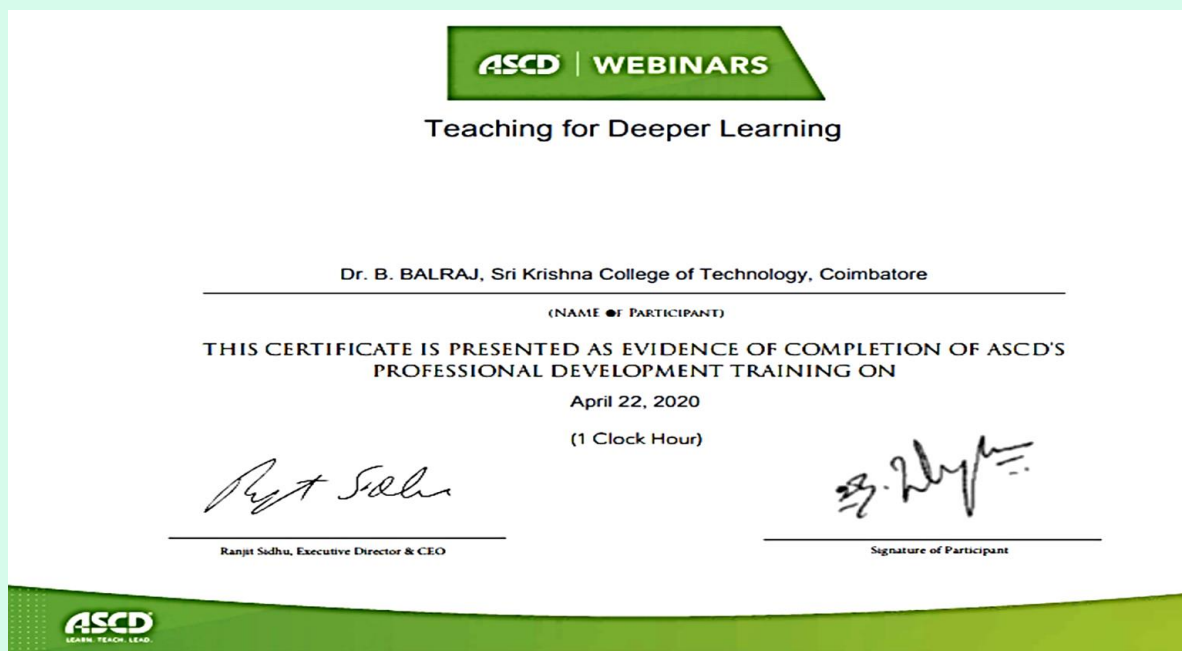 ASCD | WEBINARS
Teaching for Deeper Learning
Dr. B. BALRAJ, Sri Krishna College of Technology, Coimbatore
(NAME OF PARTICIPANT)
THIS CERTIFICATE IS PRESENTED AS EVIDENCE OF COMPLETION OF ASCD'S
PROFESSIONAL DEVELOPMENT TRAINING ON
April 22, 2020
(1 Clock Hour)
Ranjit Sidhu, Executive Director & CEO
Signature of Participant
ASCD
LEARN. TEACH. LEAD.